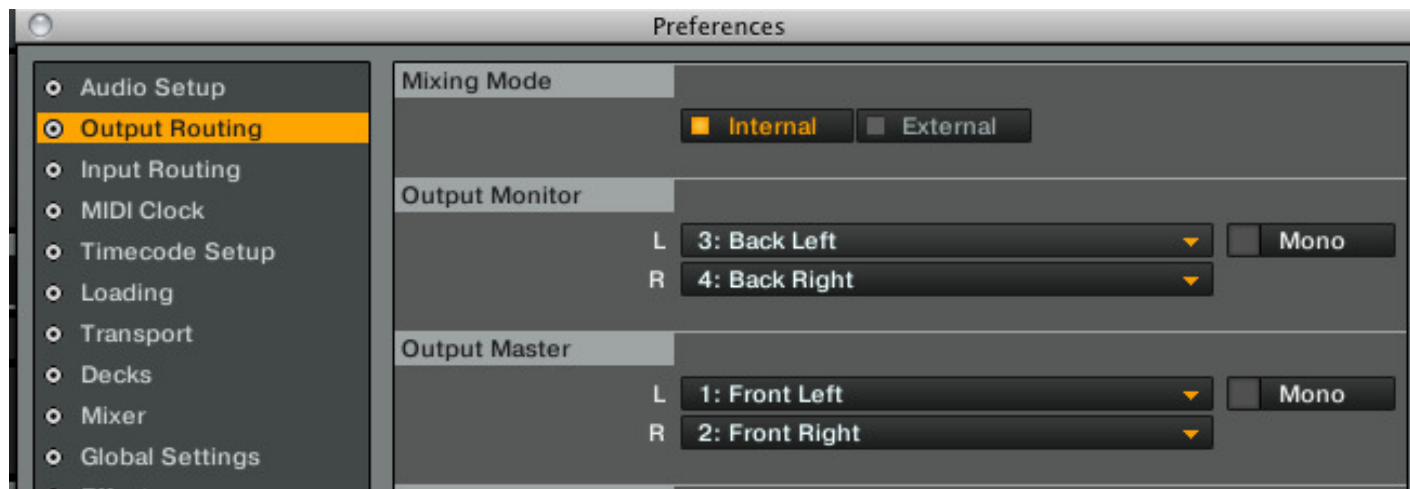 Preferences
Audio Setup
Output Routing
Input Routing
MIDI Clock
Timecode Setup
Loading
Transport
Decks
Mixer
Global Settings
Mixing Mode
Internal External
Output Monitor
L 3: Back Left Mono
R 4: Back Right
Output Master
L 1: Front Left Mono
R 2: Front Right